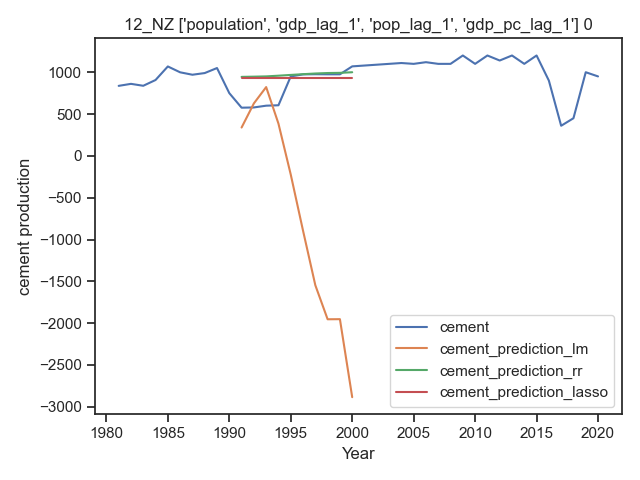 12_NZ ['population', 'gdp_lag_1', 'pop_lag_1', 'gdp_pc_lag_1'] 0
1000
500
0
−500
−1000
−1500
−2000
−2500
−3000
cement production
cement
cement_prediction_lm
cement_prediction_rr
cement_prediction_lasso
1980 1985 1990 1995 2000 2005 2010 2015 2020
Year